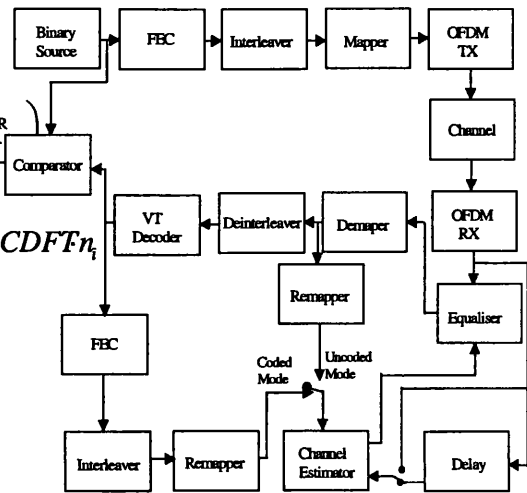 Binary
Source
FEC
Interleaver
Mapper
OFDM
TX
R
Comparator
Channel
VT
Decoder
Deinterleaver
Demaper
OFDM
RX
CDFT·n_i
Remapper
Equaliser
FEC
Coded
Mode
Uncoded
Mode
Interleaver
Remapper
Channel
Estimator
Delay